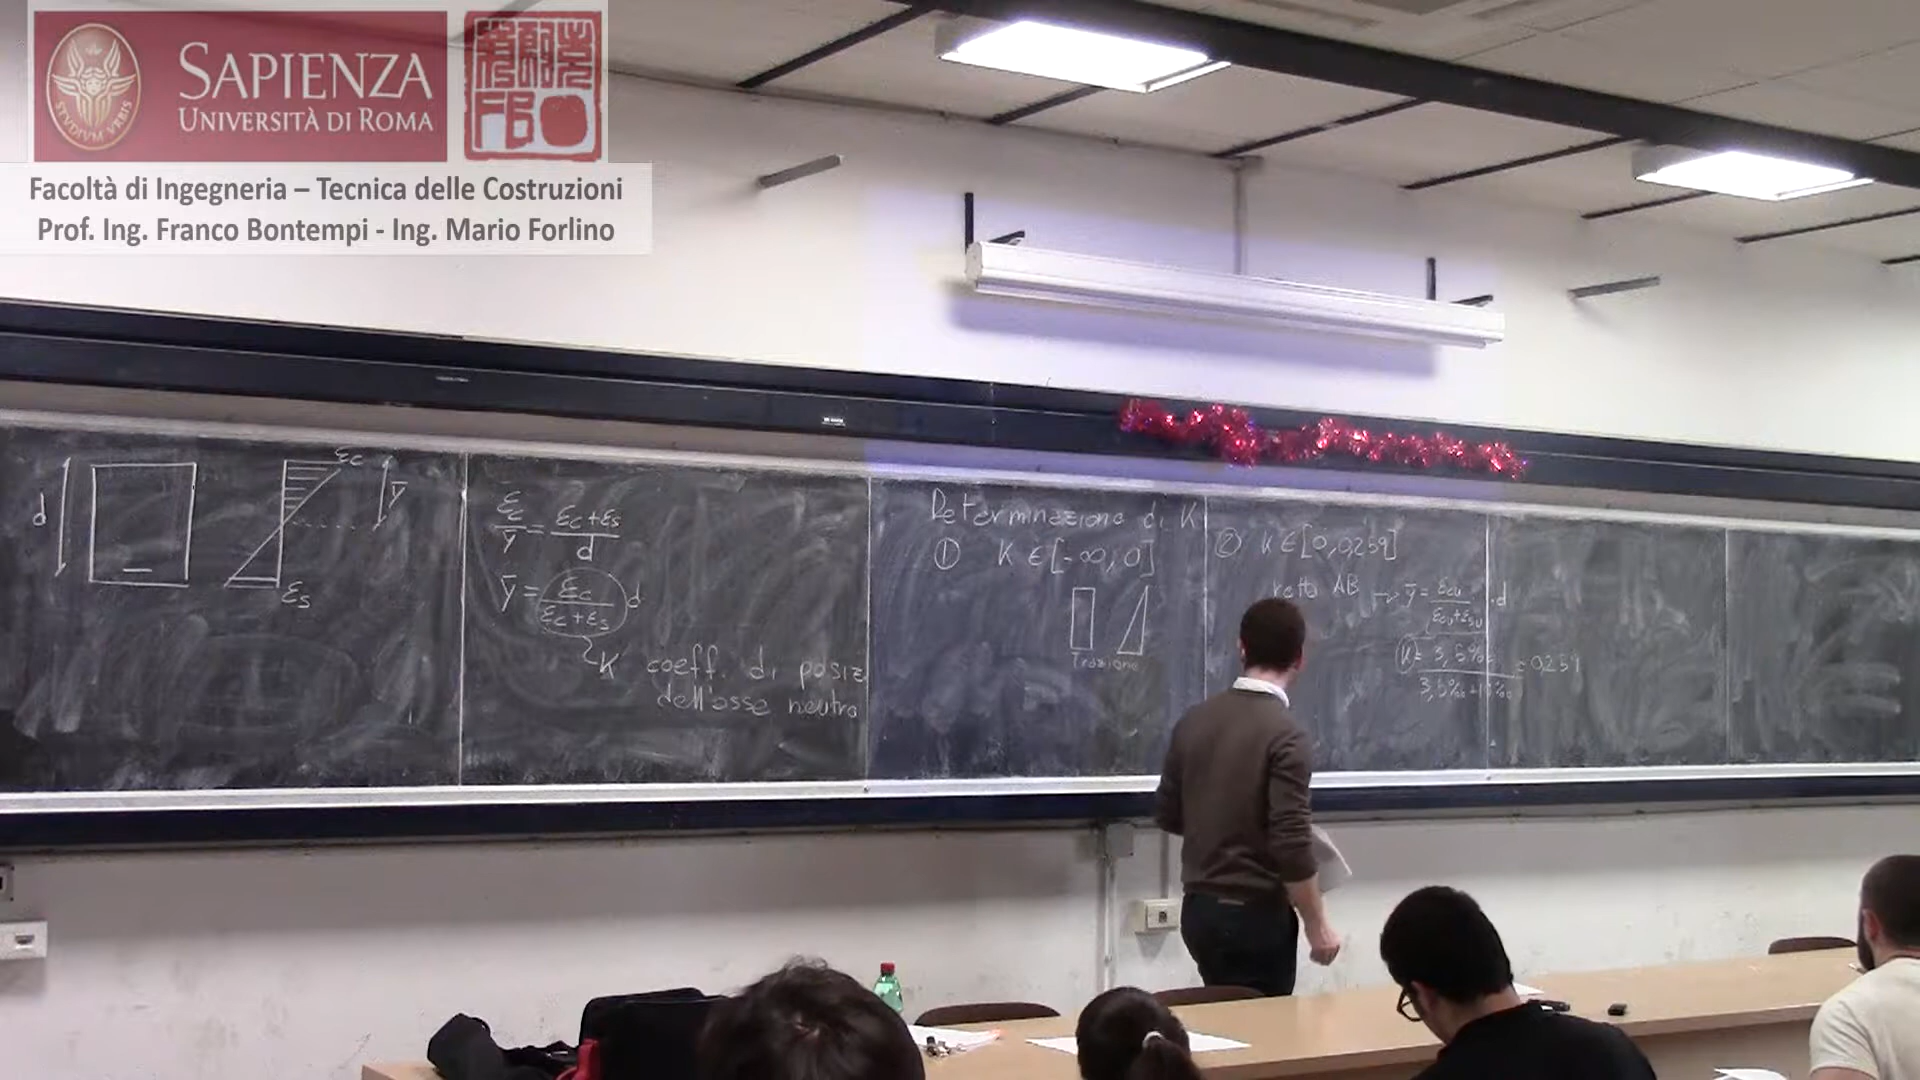 SAPIENZA
UNIVERSITÀ DI ROMA
STVDIVM VRBIS
FBO
Facoltà di Ingegneria – Tecnica delle Costruzioni
Prof. Ing. Franco Bontempi - Ing. Mario Forlino
d
εc
ȳ
εs
εc/ȳ = εc+εs/d
ȳ = εc/εc+εs d
K coeff. di posiz
dell'asse neutro
Determinazione di K
① K ∈ [-∞, 0]
Trazione
② K ∈ [0, 0,259]
retta AB → ȳ = εcu/εcu+εsu · d
K = 3,5‰/3,5‰+10‰ = 0,259